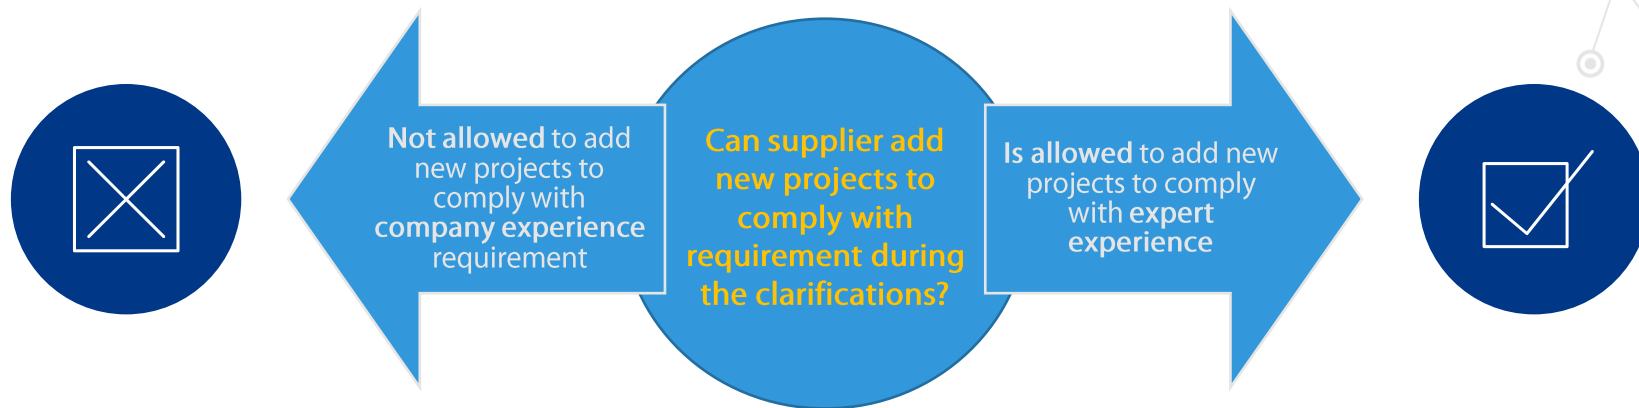 Not allowed to add
new projects to
comply with
company experience
requirement
Can supplier add
new projects to
comply with
requirement during
the clarifications?
Is allowed to add new
projects to comply
with expert
experience